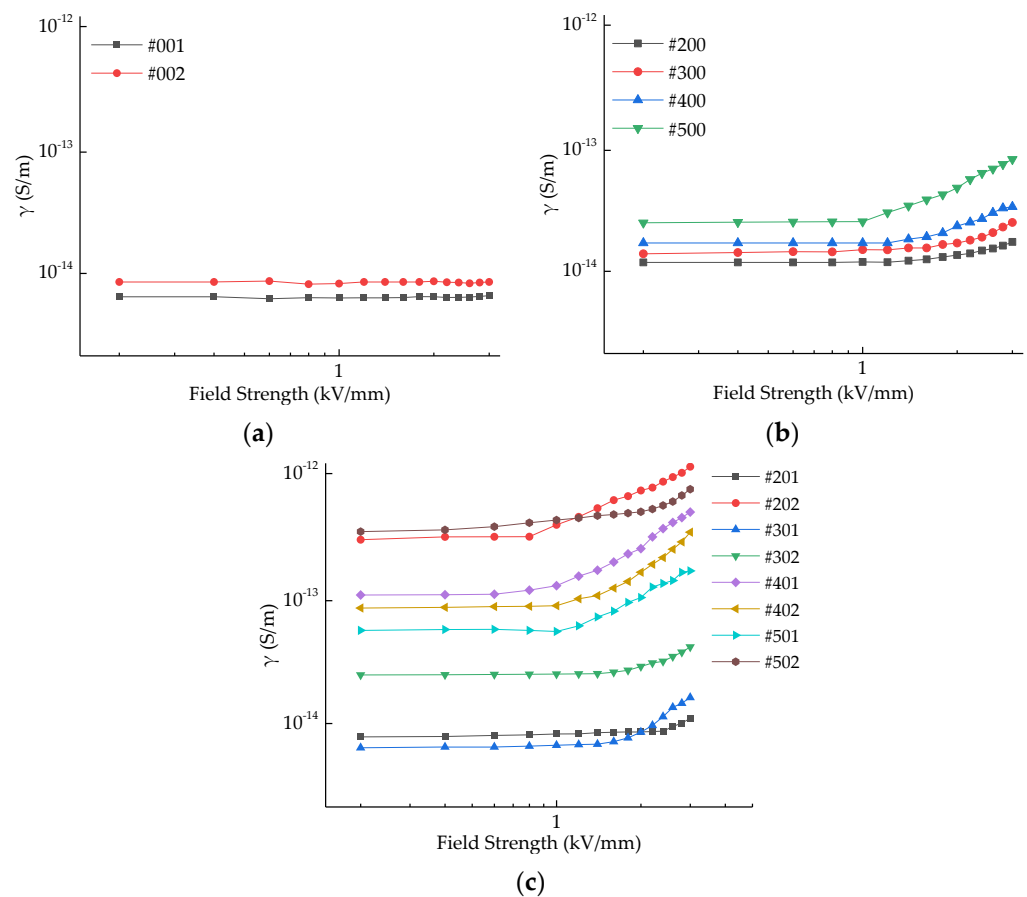 10⁻¹²
#001
#002
10⁻¹³
γ (S/m)
10⁻¹⁴
1
Field Strength (kV/mm)
(a)
10⁻¹²
#200
#300
#400
#500
10⁻¹³
γ (S/m)
10⁻¹⁴
1
Field Strength (kV/mm)
(b)
10⁻¹²
#201
#202
#301
#302
#401
#402
#501
#502
10⁻¹³
γ (S/m)
10⁻¹⁴
1
Field Strength (kV/mm)
(c)